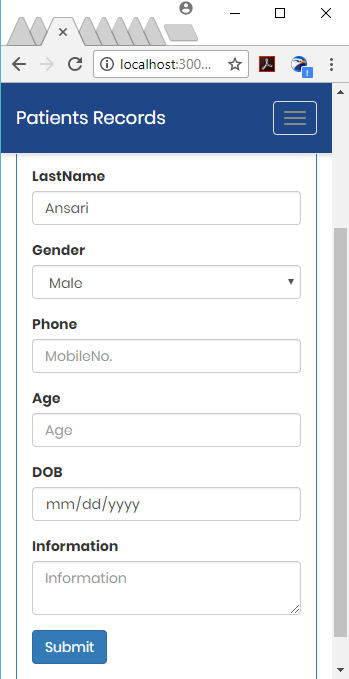 localhost:300...
Patients Records
LastName
Ansari
Gender
Male
Phone
MobileNo.
Age
Age
DOB
mm/dd/yyyy
Information
Information
Submit